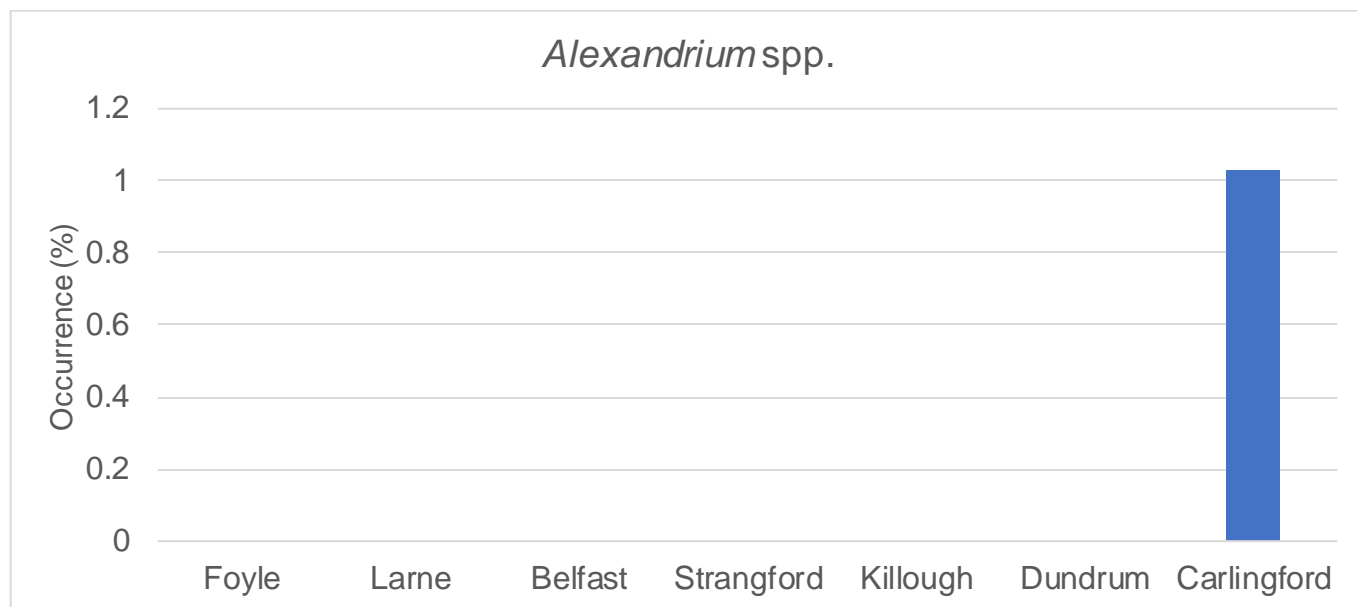 Alexandrium spp.
1.2
1
0.8
0.6
0.4
0.2
0
Occurrence (%)
Foyle Larne Belfast Strangford Killough Dundrum Carlingford